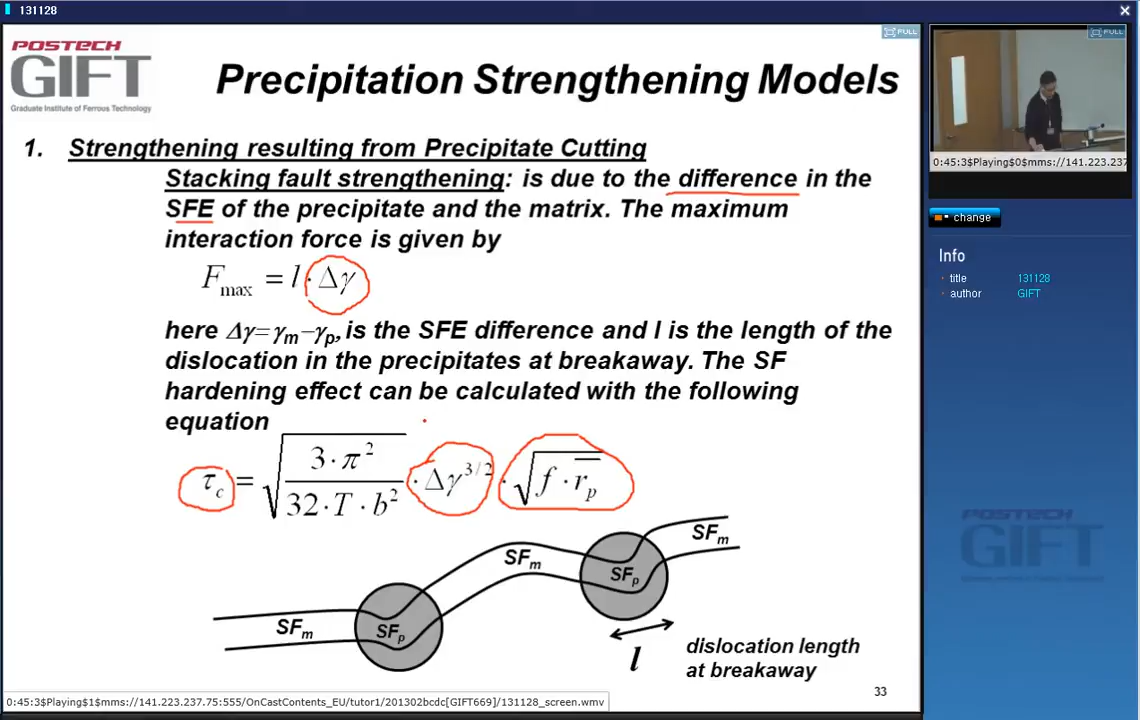 131128
POSTECH
GIFT
Graduate Institute of Ferrous Technology
FULL
Precipitation Strengthening Models
1. Strengthening resulting from Precipitate Cutting
Stacking fault strengthening: is due to the difference in the
SFE of the precipitate and the matrix. The maximum
interaction force is given by
F_max = l · Δγ
here Δγ=γm−γp, is the SFE difference and l is the length of the
dislocation in the precipitates at breakaway. The SF
hardening effect can be calculated with the following
equation
τ_c = √(3·π² / 32·T·b²) · Δγ^3/2 · √(f·r̄_p)
SFm
SFp
SFm
SFp
SFm
l
dislocation length
at breakaway
33
0:45:3$Playing$1$mms://141.223.237.75:555/OnCastContents_EU/tutor1/201302bcdc[GIFT669]/131128_screen.wmv
FULL
0:45:3$Playing$0$mms://141.223.237
change
Info
title 131128
author GIFT
POSTECH
GIFT